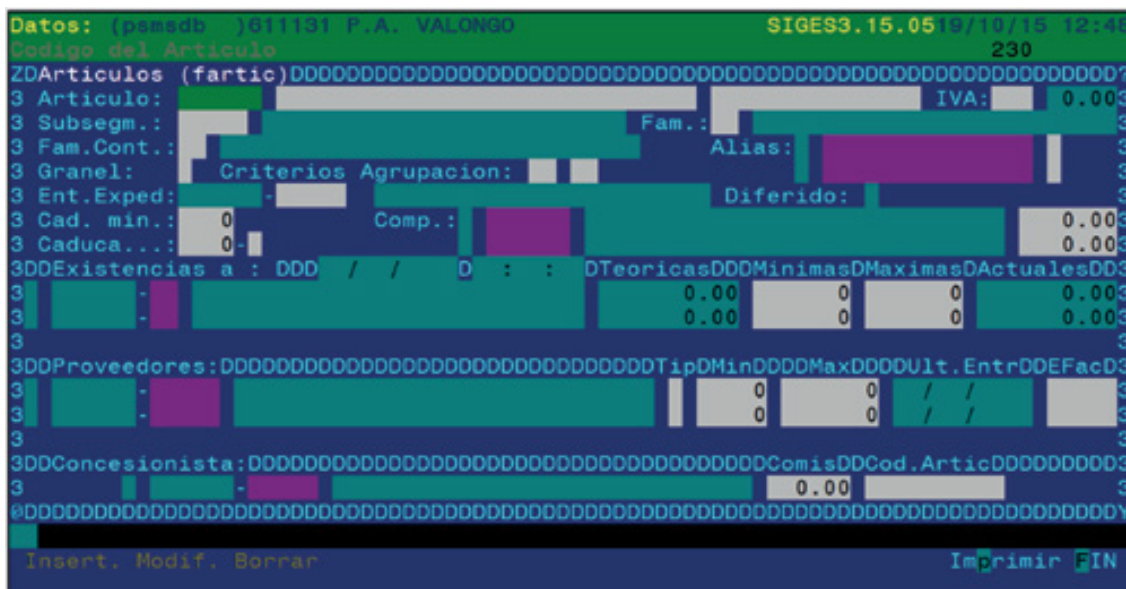 Datos: (psmsdb )611131 P.A. VALONGO SIGES3.15.0519/10/15 12:48
Codigo del Articulo 230
ZDArticulos (fartic)DDDDDDDDDDDDDDDDDDDDDDDDDDDDDDDDDDDDDDDDDDDDDDDDDDDDDDDDDDD?
3 Articulo: IVA: 0.003
3 Subsegm.: Fam.: 3
3 Fam.Cont.: Alias: 3
3 Granel: Criterios Agrupacion: 3
3 Ent.Exped: - Diferido: 3
3 Cad. min.: 0 Comp.: 0.003
3 Caduca...: 0- 0.003
3DDExistencias a : DDD / / D : : DTeoricasDDDMinimasDMaximasDActualesDD3
3 - 0.00 0 0 0.003
3 - 0.00 0 0 0.003
3 3
3DDProveedores:DDDDDDDDDDDDDDDDDDDDDDDDDDDDDDDTipDMinDDDDMaxDDDDUlt.EntrDDEFacD3
3 - 0 0 / / 3
3 - 0 0 / / 3
3 3
3DDConcesionista:DDDDDDDDDDDDDDDDDDDDDDDDDDDDDDDDDDDDDComisDDCod.ArticDDDDDDDDD3
3 - 0.00 3
@DDDDDDDDDDDDDDDDDDDDDDDDDDDDDDDDDDDDDDDDDDDDDDDDDDDDDDDDDDDDDDDDDDDDDDDDDDDDDDY
Insert. Modif. Borrar Imprimir FIN